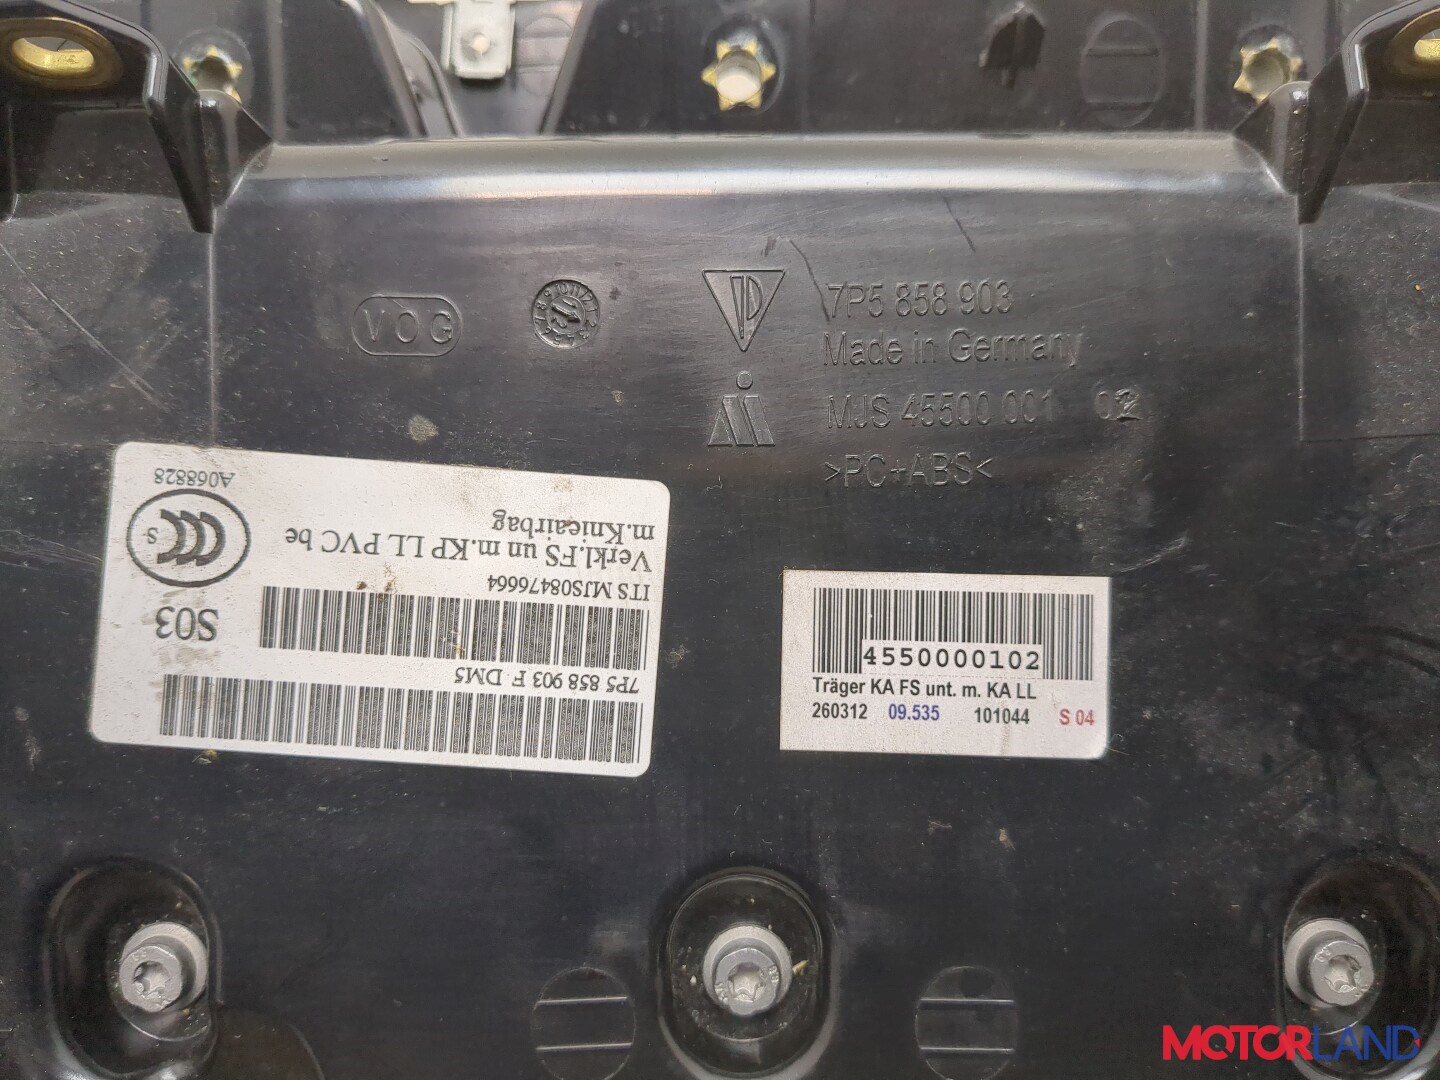 VOG
7P5 858 903
Made in Germany
MJS 45500 001 02
>PC+ABS<
7P5 858 903 F DM5
ITS MJS08476664
Verkl.FS un m.KP LL PVC be
m.Knieairbag
S03
S
A068828
4550000102
Träger KA FS unt. m. KA LL
260312 09.535 101044 S 04
MOTORLAND